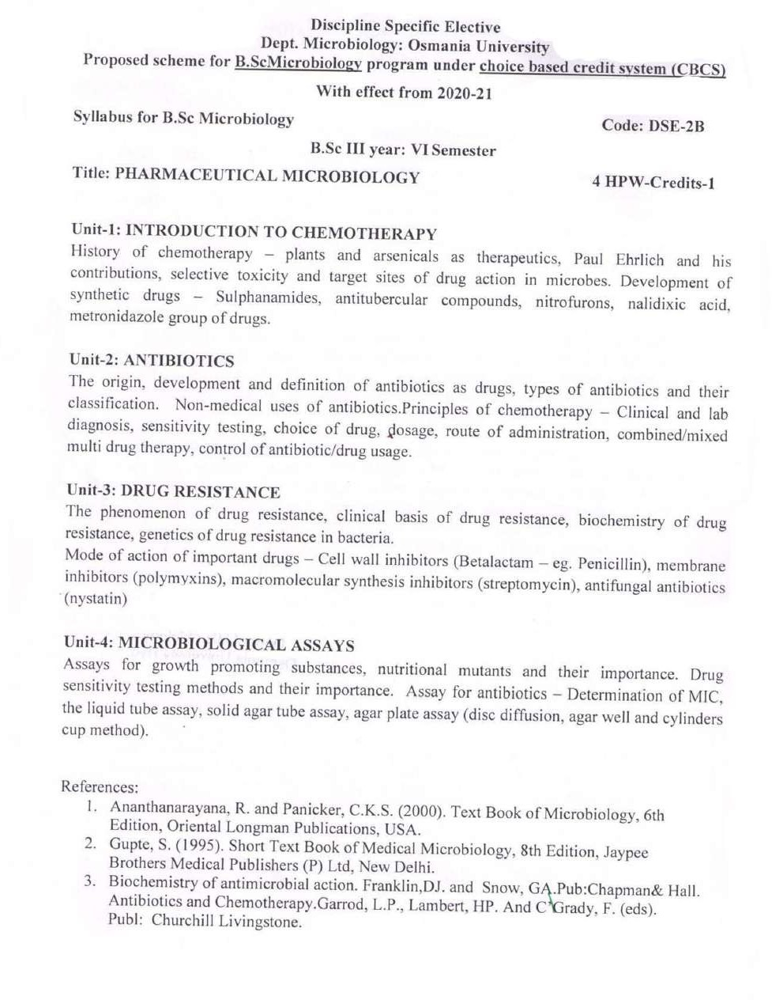 Discipline Specific Elective
Dept. Microbiology: Osmania University
Proposed scheme for B.ScMicrobiology program under choice based credit system (CBCS)
With effect from 2020-21
Syllabus for B.Sc Microbiology
Code: DSE-2B
B.Sc III year: VI Semester
Title: PHARMACEUTICAL MICROBIOLOGY
4 HPW-Credits-1
Unit-1: INTRODUCTION TO CHEMOTHERAPY
History of chemotherapy – plants and arsenicals as therapeutics, Paul Ehrlich and his
contributions, selective toxicity and target sites of drug action in microbes. Development of
synthetic drugs – Sulphanamides, antitubercular compounds, nitrofurons, nalidixic acid,
metronidazole group of drugs.
Unit-2: ANTIBIOTICS
The origin, development and definition of antibiotics as drugs, types of antibiotics and their
classification. Non-medical uses of antibiotics.Principles of chemotherapy – Clinical and lab
diagnosis, sensitivity testing, choice of drug, dosage, route of administration, combined/mixed
multi drug therapy, control of antibiotic/drug usage.
Unit-3: DRUG RESISTANCE
The phenomenon of drug resistance, clinical basis of drug resistance, biochemistry of drug
resistance, genetics of drug resistance in bacteria.
Mode of action of important drugs – Cell wall inhibitors (Betalactam – eg. Penicillin), membrane
inhibitors (polymyxins), macromolecular synthesis inhibitors (streptomycin), antifungal antibiotics
(nystatin)
Unit-4: MICROBIOLOGICAL ASSAYS
Assays for growth promoting substances, nutritional mutants and their importance. Drug
sensitivity testing methods and their importance. Assay for antibiotics – Determination of MIC,
the liquid tube assay, solid agar tube assay, agar plate assay (disc diffusion, agar well and cylinders
cup method).
References:
1. Ananthanarayana, R. and Panicker, C.K.S. (2000). Text Book of Microbiology, 6th
Edition, Oriental Longman Publications, USA.
2. Gupte, S. (1995). Short Text Book of Medical Microbiology, 8th Edition, Jaypee
Brothers Medical Publishers (P) Ltd, New Delhi.
3. Biochemistry of antimicrobial action. Franklin,DJ. and Snow, GA.Pub:Chapman& Hall.
Antibiotics and Chemotherapy.Garrod, L.P., Lambert, HP. And C'Grady, F. (eds).
Publ: Churchill Livingstone.